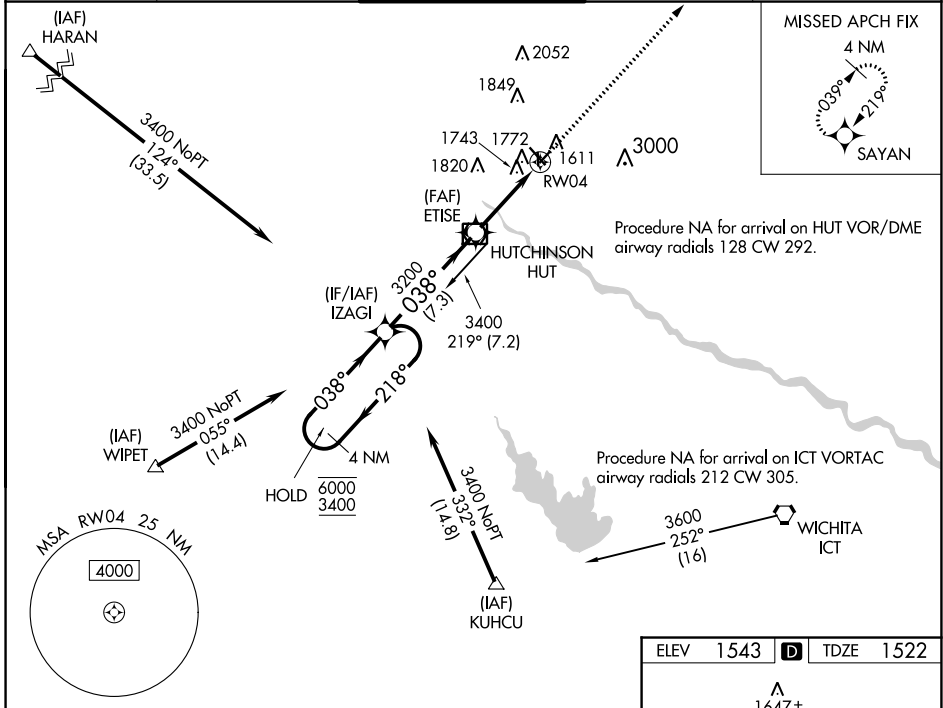 (IAF)
HARAN
3400 NoPT
124°
(33.5)
2052
1849
1743
1772
1820
1611
RW04
3000
MISSED APCH FIX
4 NM
039°
219°
SAYAN
(FAF)
ETISE
HUTCHINSON
HUT
Procedure NA for arrival on HUT VOR/DME
airway radials 128 CW 292.
3200
038°
(7.3)
3400
219° (7.2)
(IF/IAF)
IZAGI
038°
218°
4 NM
HOLD
6000
3400
(IAF)
WIPET
3400 NoPT
055°
(14.4)
3400 NoPT
332°
(14.8)
(IAF)
KUHCU
Procedure NA for arrival on ICT VORTAC
airway radials 212 CW 305.
3600
252°
(16)
WICHITA
ICT
MSA RW04 25 NM
4000
ELEV 1543 D TDZE 1522
1647±